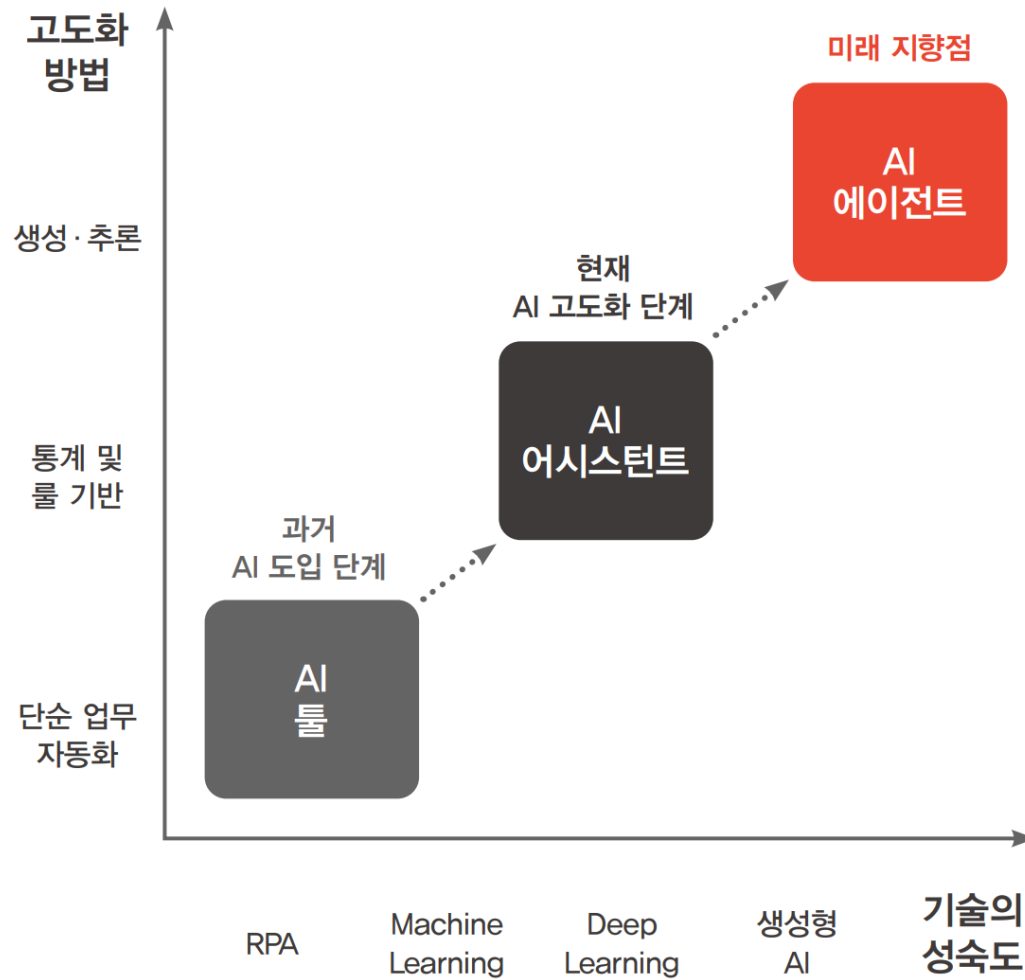 고도화
방법
미래 지향점
AI
에이전트
생성 · 추론
현재
AI 고도화 단계
AI
어시스턴트
통계 및
룰 기반
과거
AI 도입 단계
AI
툴
단순 업무
자동화
RPA
Machine
Learning
Deep
Learning
생성형
AI
기술의
성숙도